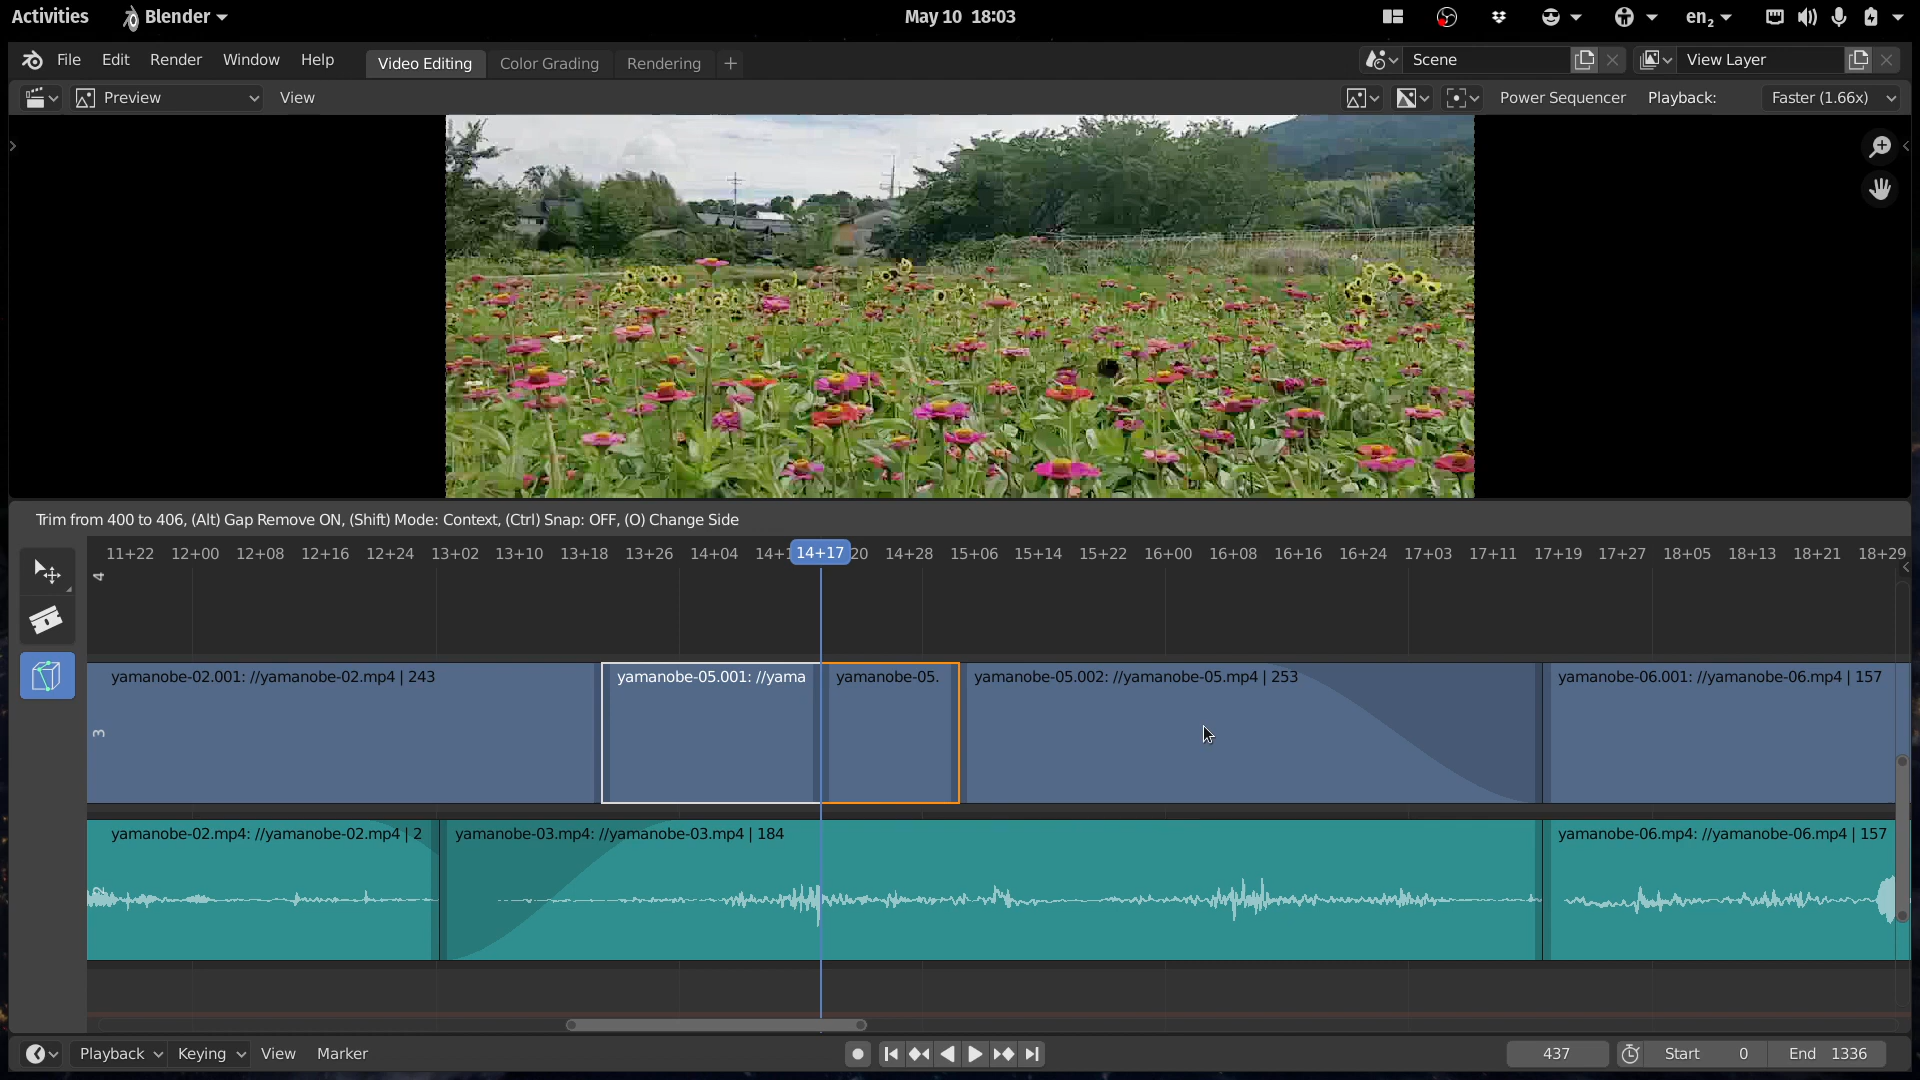 Activities Blender May 10 18:03 en₂
File Edit Render Window Help Video Editing Color Grading Rendering + Scene View Layer
Preview View Power Sequencer Playback: Faster (1.66x)
Trim from 400 to 406, (Alt) Gap Remove ON, (Shift) Mode: Context, (Ctrl) Snap: OFF, (O) Change Side
11+22 12+00 12+08 12+16 12+24 13+02 13+10 13+18 13+26 14+04 14+1 14+17 20 14+28 15+06 15+14 15+22 16+00 16+08 16+16 16+24 17+03 17+11 17+19 17+27 18+05 18+13 18+21 18+29
4
yamanobe-02.001: //yamanobe-02.mp4 | 243 yamanobe-05.001: //yama yamanobe-05. yamanobe-05.002: //yamanobe-05.mp4 | 253 yamanobe-06.001: //yamanobe-06.mp4 | 157
3
yamanobe-02.mp4: //yamanobe-02.mp4 | 2 yamanobe-03.mp4: //yamanobe-03.mp4 | 184 yamanobe-06.mp4: //yamanobe-06.mp4 | 157
2
Playback Keying View Marker 437 Start 0 End 1336